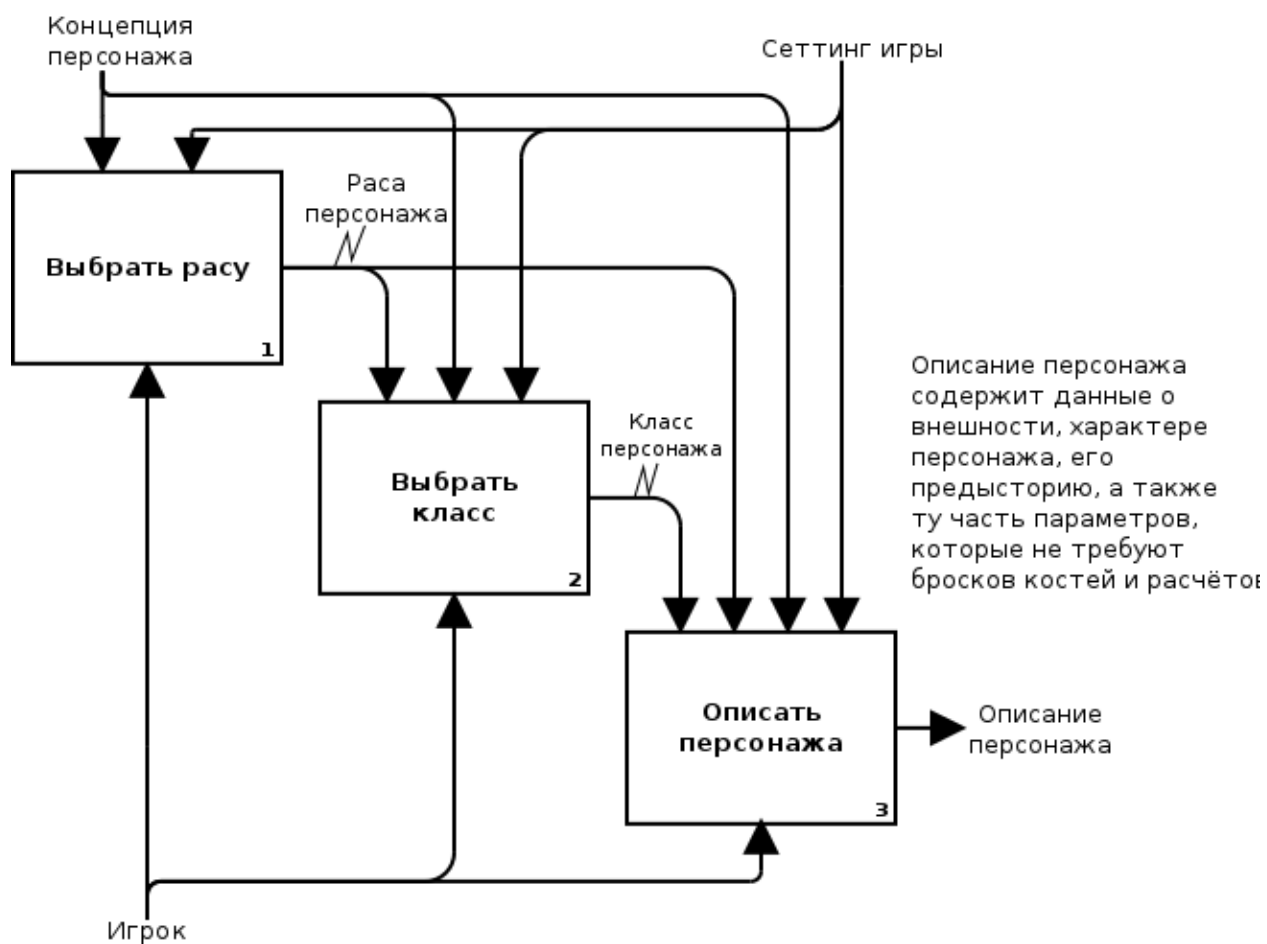 Концепция
персонажа
Сеттинг игры
Раса
персонажа
Выбрать расу
1
Описание персонажа
содержит данные о
внешности, характере
персонажа, его
предысторию, а также
ту часть параметров,
которые не требуют
бросков костей и расчётов
Класс
персонажа
Выбрать
класс
2
Описать
персонажа
3
Описание
персонажа
Игрок